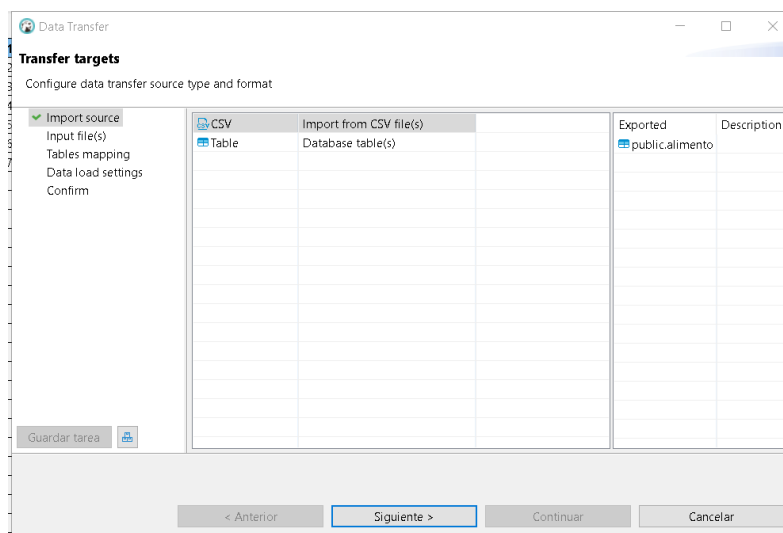 Data Transfer
Transfer targets
Configure data transfer source type and format
Import source
Input file(s)
Tables mapping
Data load settings
Confirm
CSV Import from CSV file(s)
Table Database table(s)
Exported Description
public.alimento
Guardar tarea
< Anterior Siguiente > Continuar Cancelar